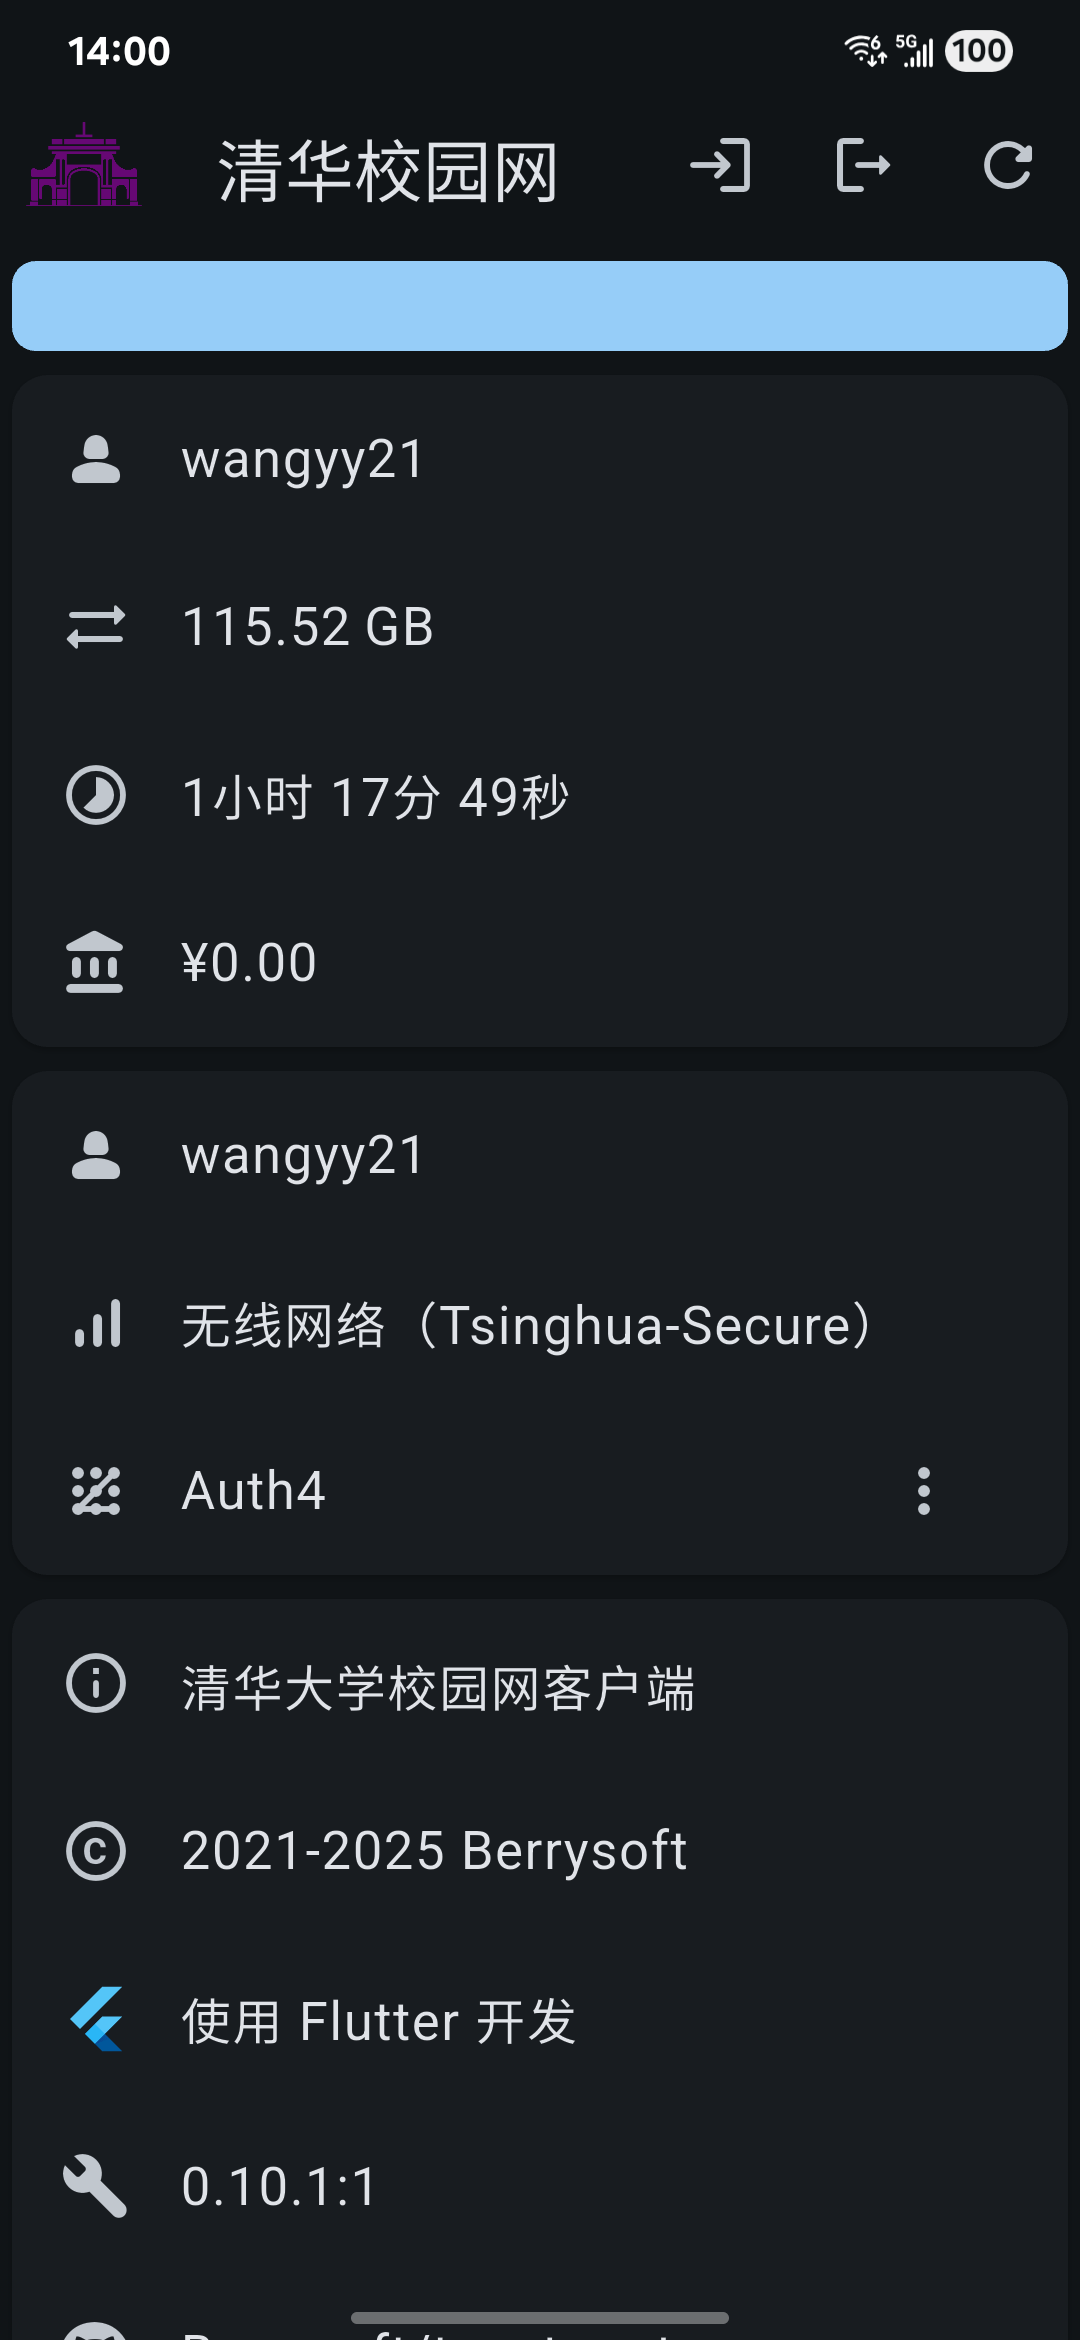 14:00
6 5G 100
清华校园网
wangyy21
115.52 GB
1小时 17分 49秒
¥0.00
wangyy21
无线网络（Tsinghua-Secure）
Auth4
清华大学校园网客户端
2021-2025 Berrysoft
使用 Flutter 开发
0.10.1:1